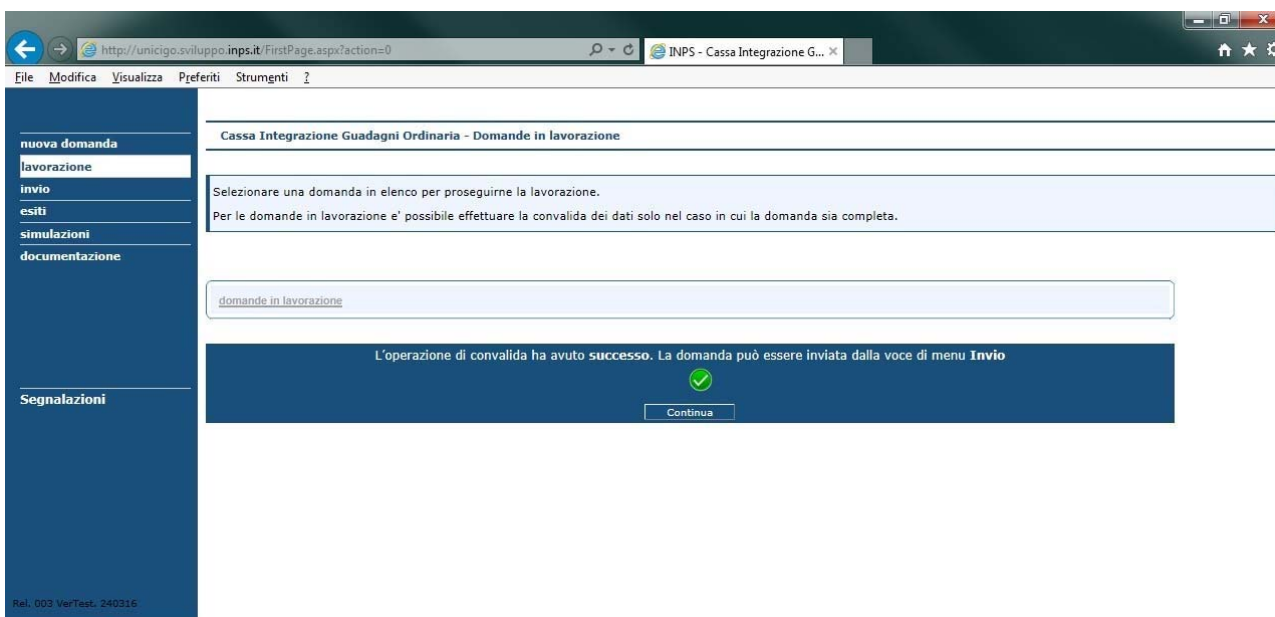 http://unicigo.sviluppo.inps.it/FirstPage.aspx?action=0
INPS - Cassa Integrazione G...
File Modifica Visualizza Preferiti Strumenti ?
nuova domanda
lavorazione
invio
esiti
simulazioni
documentazione
Segnalazioni
Rel. 003 VerTest. 240316
Cassa Integrazione Guadagni Ordinaria - Domande in lavorazione
Selezionare una domanda in elenco per proseguirne la lavorazione.
Per le domande in lavorazione e' possibile effettuare la convalida dei dati solo nel caso in cui la domanda sia completa.
domande in lavorazione
L'operazione di convalida ha avuto successo. La domanda può essere inviata dalla voce di menu Invio
Continua